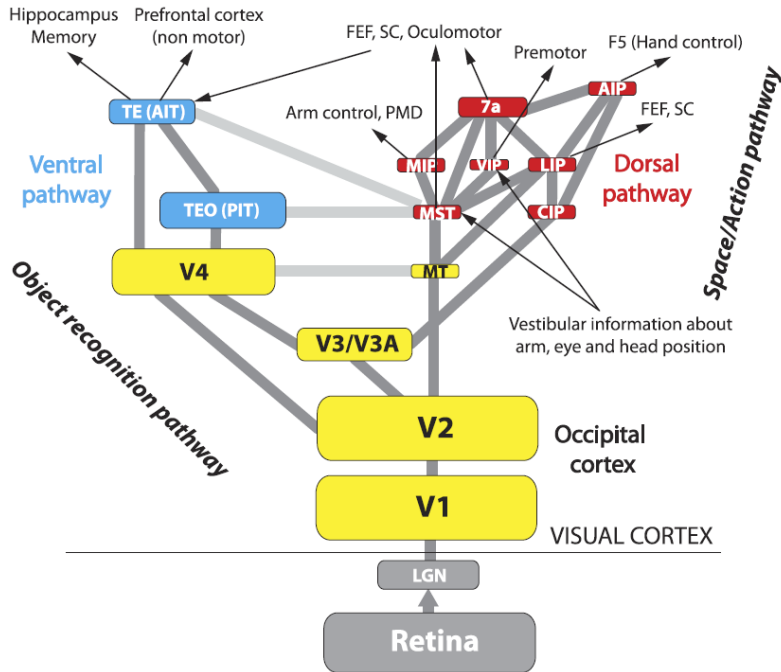 Hippocampus
Memory
Prefrontal cortex
(non motor)
FEF, SC, Oculomotor
Premotor
F5 (Hand control)
TE (AIT)
7a
AIP
Arm control, PMD
FEF, SC
Ventral
pathway
MIP
VIP
LIP
Dorsal
pathway
TEO (PIT)
MST
CIP
Space/Action pathway
V4
MT
Object recognition pathway
V3/V3A
Vestibular information about
arm, eye and head position
V2
Occipital
cortex
V1
VISUAL CORTEX
LGN
Retina